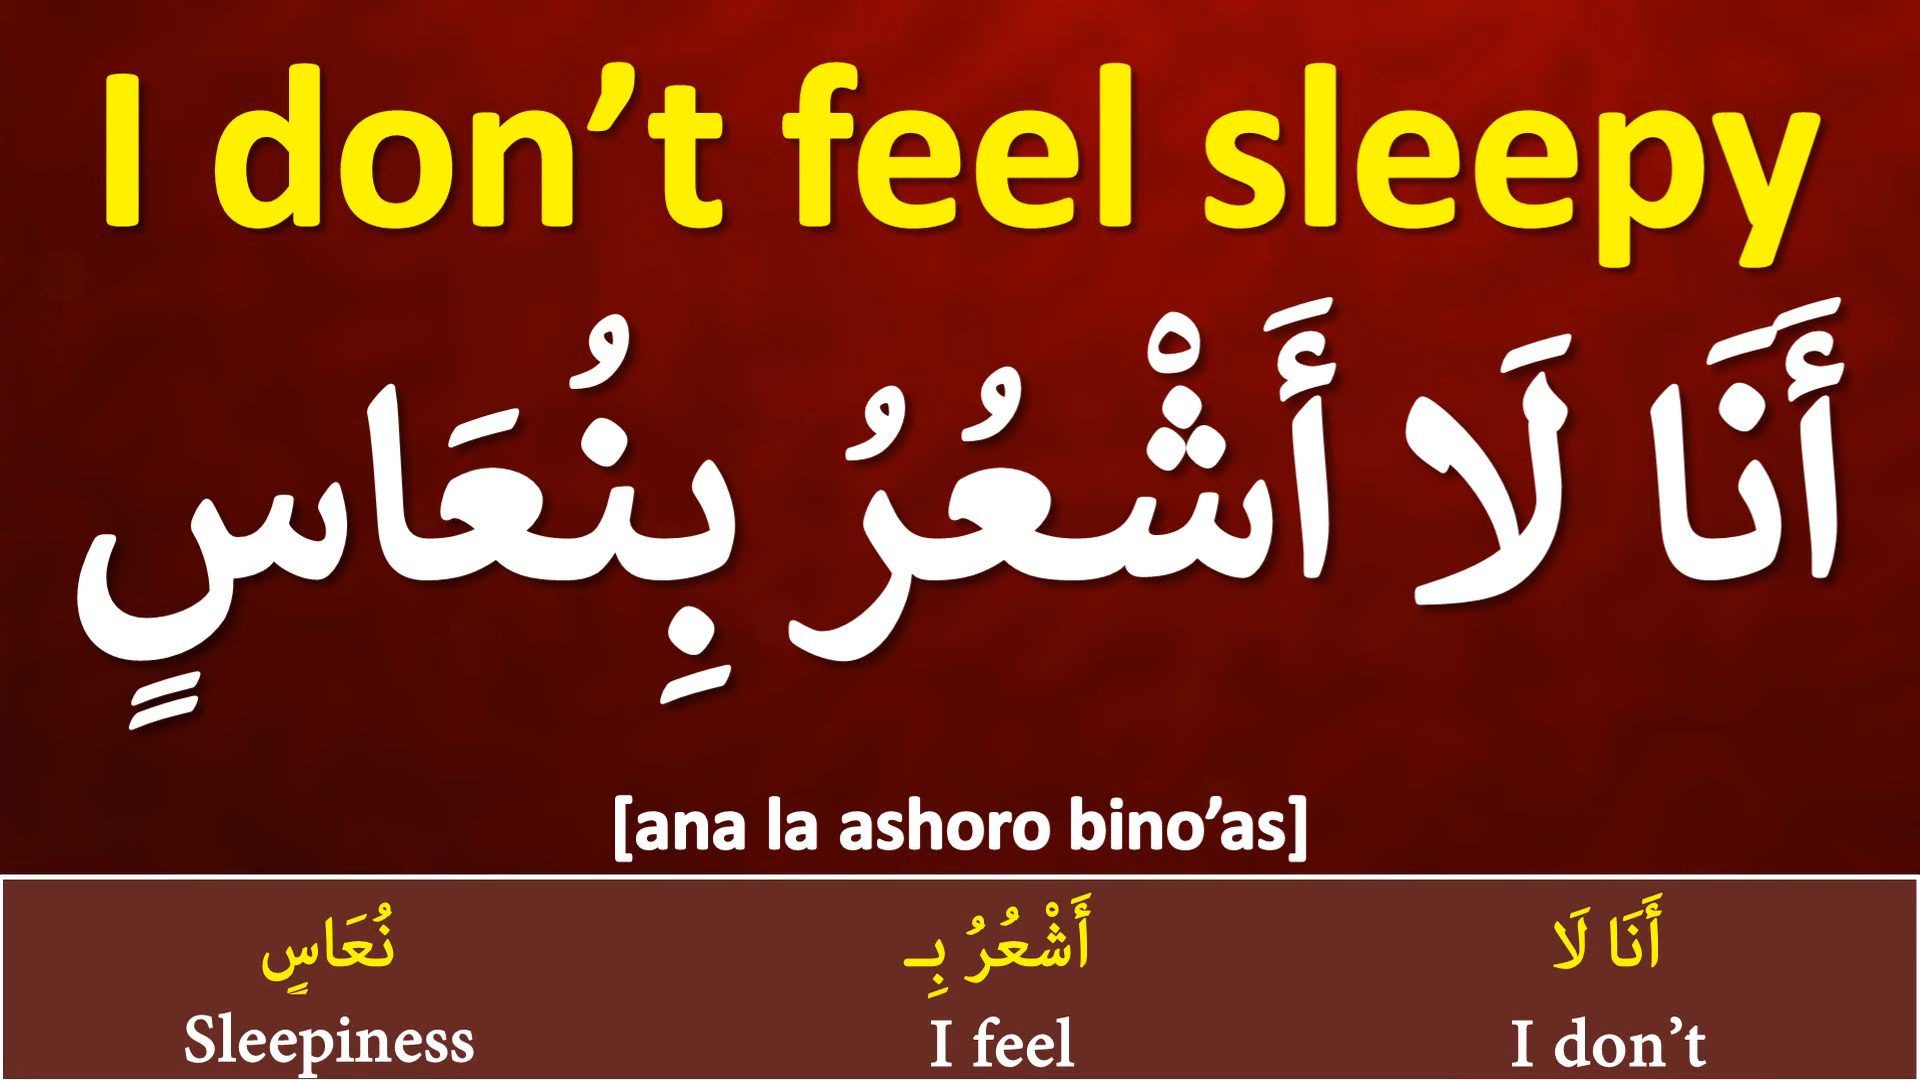 I don’t feel sleepy
أَنَا لَا أَشْعُرُ بِنُعَاسٍ
[ana la ashoro bino’as]
أَنَا لَا أَشْعُرُ بِـ نُعَاسٍ
Sleepiness I feel I don’t